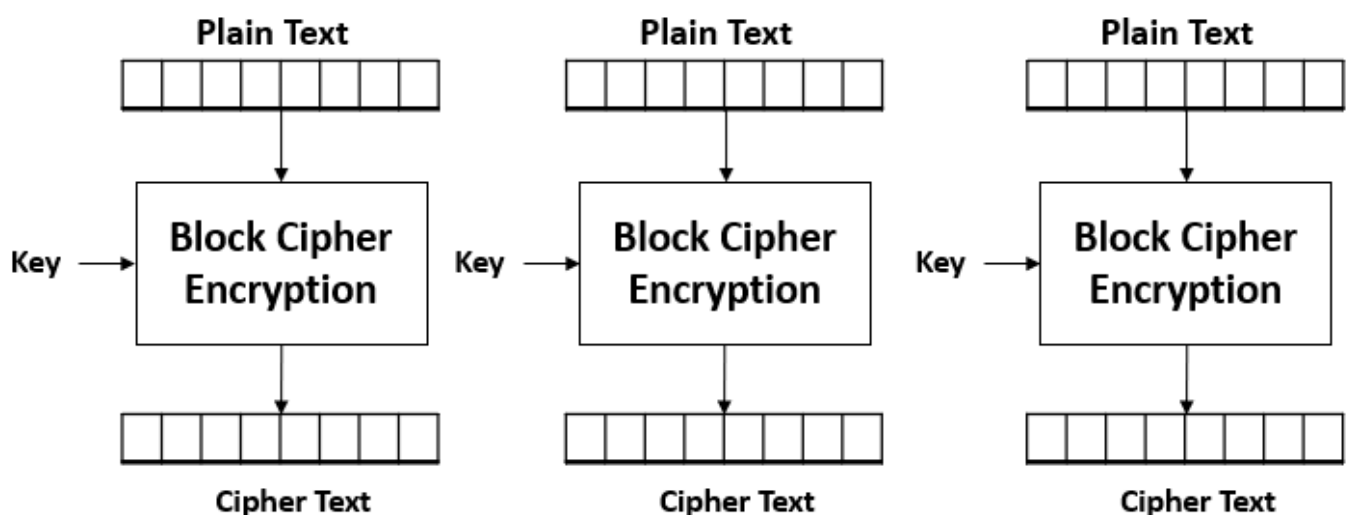 Plain Text Plain Text Plain Text
Block Cipher Block Cipher Block Cipher
Key Key Key
Encryption Encryption Encryption
Cipher Text Cipher Text Cipher Text